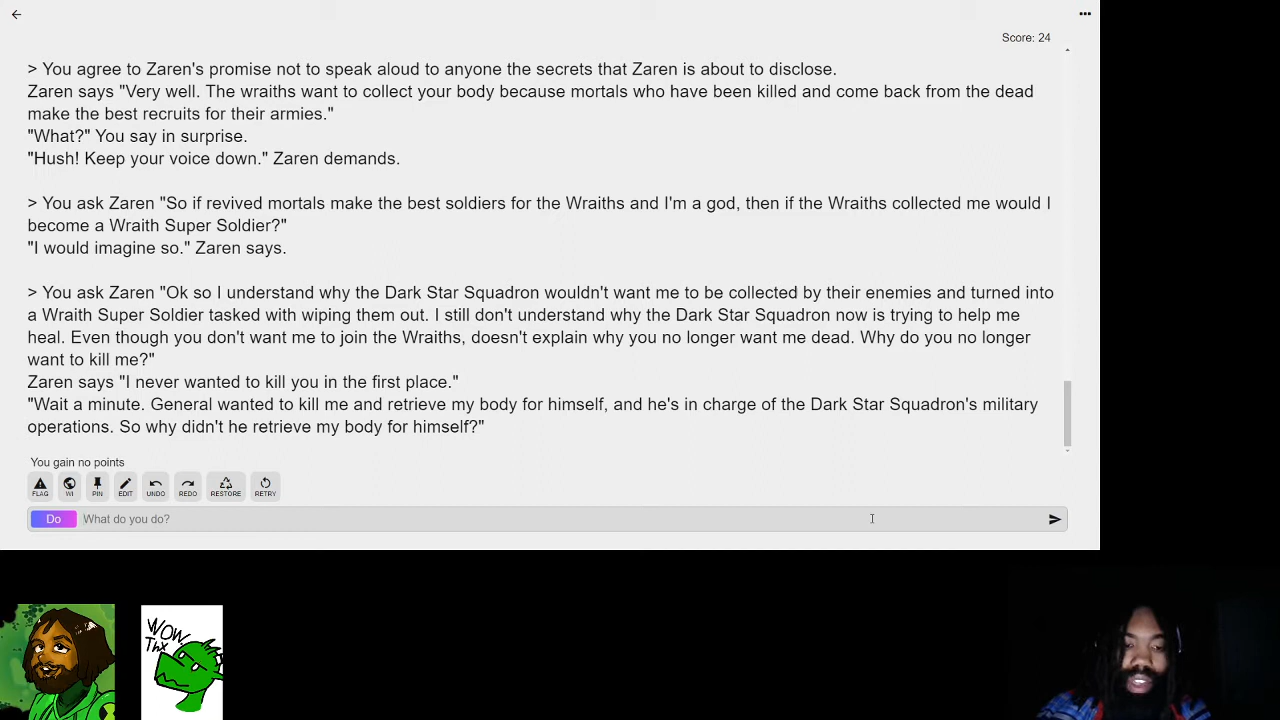 Score: 24
> You agree to Zaren's promise not to speak aloud to anyone the secrets that Zaren is about to disclose.
Zaren says "Very well. The wraiths want to collect your body because mortals who have been killed and come back from the dead
make the best recruits for their armies."
"What?" You say in surprise.
"Hush! Keep your voice down." Zaren demands.
> You ask Zaren "So if revived mortals make the best soldiers for the Wraiths and I'm a god, then if the Wraiths collected me would I
become a Wraith Super Soldier?"
"I would imagine so." Zaren says.
> You ask Zaren "Ok so I understand why the Dark Star Squadron wouldn't want me to be collected by their enemies and turned into
a Wraith Super Soldier tasked with wiping them out. I still don't understand why the Dark Star Squadron now is trying to help me
heal. Even though you don't want me to join the Wraiths, doesn't explain why you no longer want me dead. Why do you no longer
want to kill me?"
Zaren says "I never wanted to kill you in the first place."
"Wait a minute. General wanted to kill me and retrieve my body for himself, and he's in charge of the Dark Star Squadron's military
operations. So why didn't he retrieve my body for himself?"
You gain no points
FLAG WI PIN EDIT UNDO REDO RESTORE RETRY
Do What do you do?
WOW
Thx